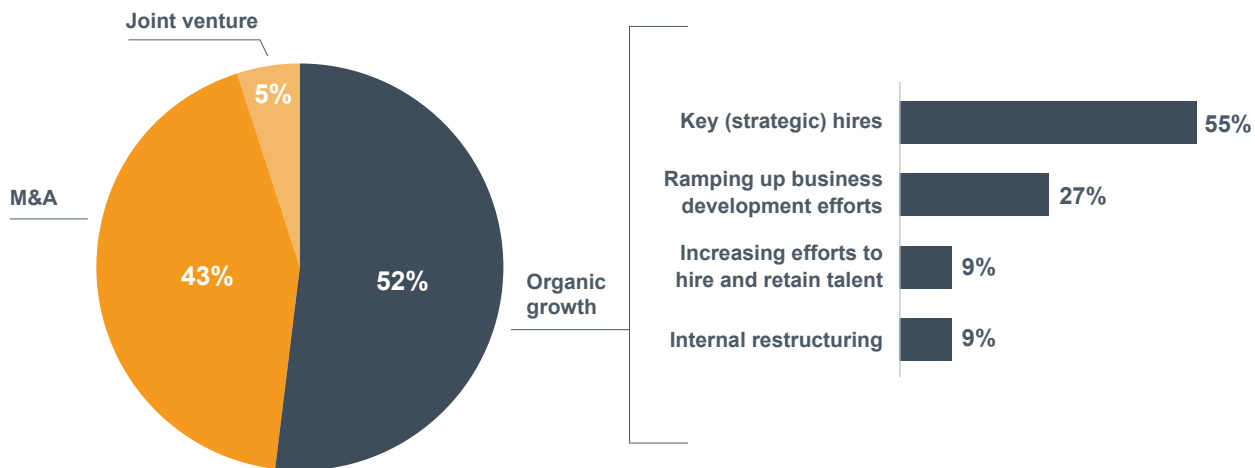 Joint venture
5%
M&A
43%
52%
Organic
growth
Key (strategic) hires
55%
Ramping up business
development efforts
27%
Increasing efforts to
hire and retain talent
9%
Internal restructuring
9%